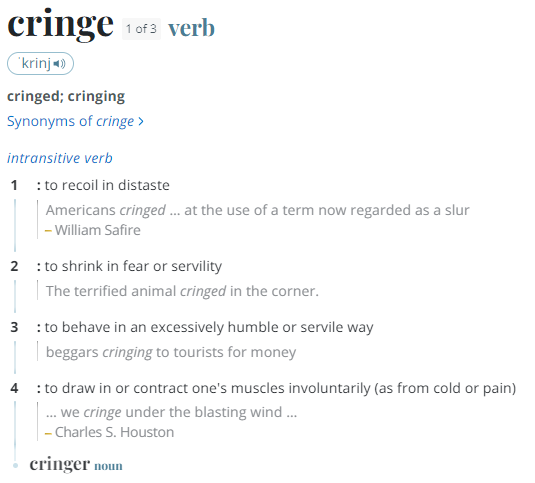 cringe 1 of 3 verb
ˈkrinj
cringed; cringing
Synonyms of cringe >
intransitive verb
1 : to recoil in distaste
Americans cringed … at the use of a term now regarded as a slur
– William Safire
2 : to shrink in fear or servility
The terrified animal cringed in the corner.
3 : to behave in an excessively humble or servile way
beggars cringing to tourists for money
4 : to draw in or contract one's muscles involuntarily (as from cold or pain)
… we cringe under the blasting wind …
– Charles S. Houston
cringer noun